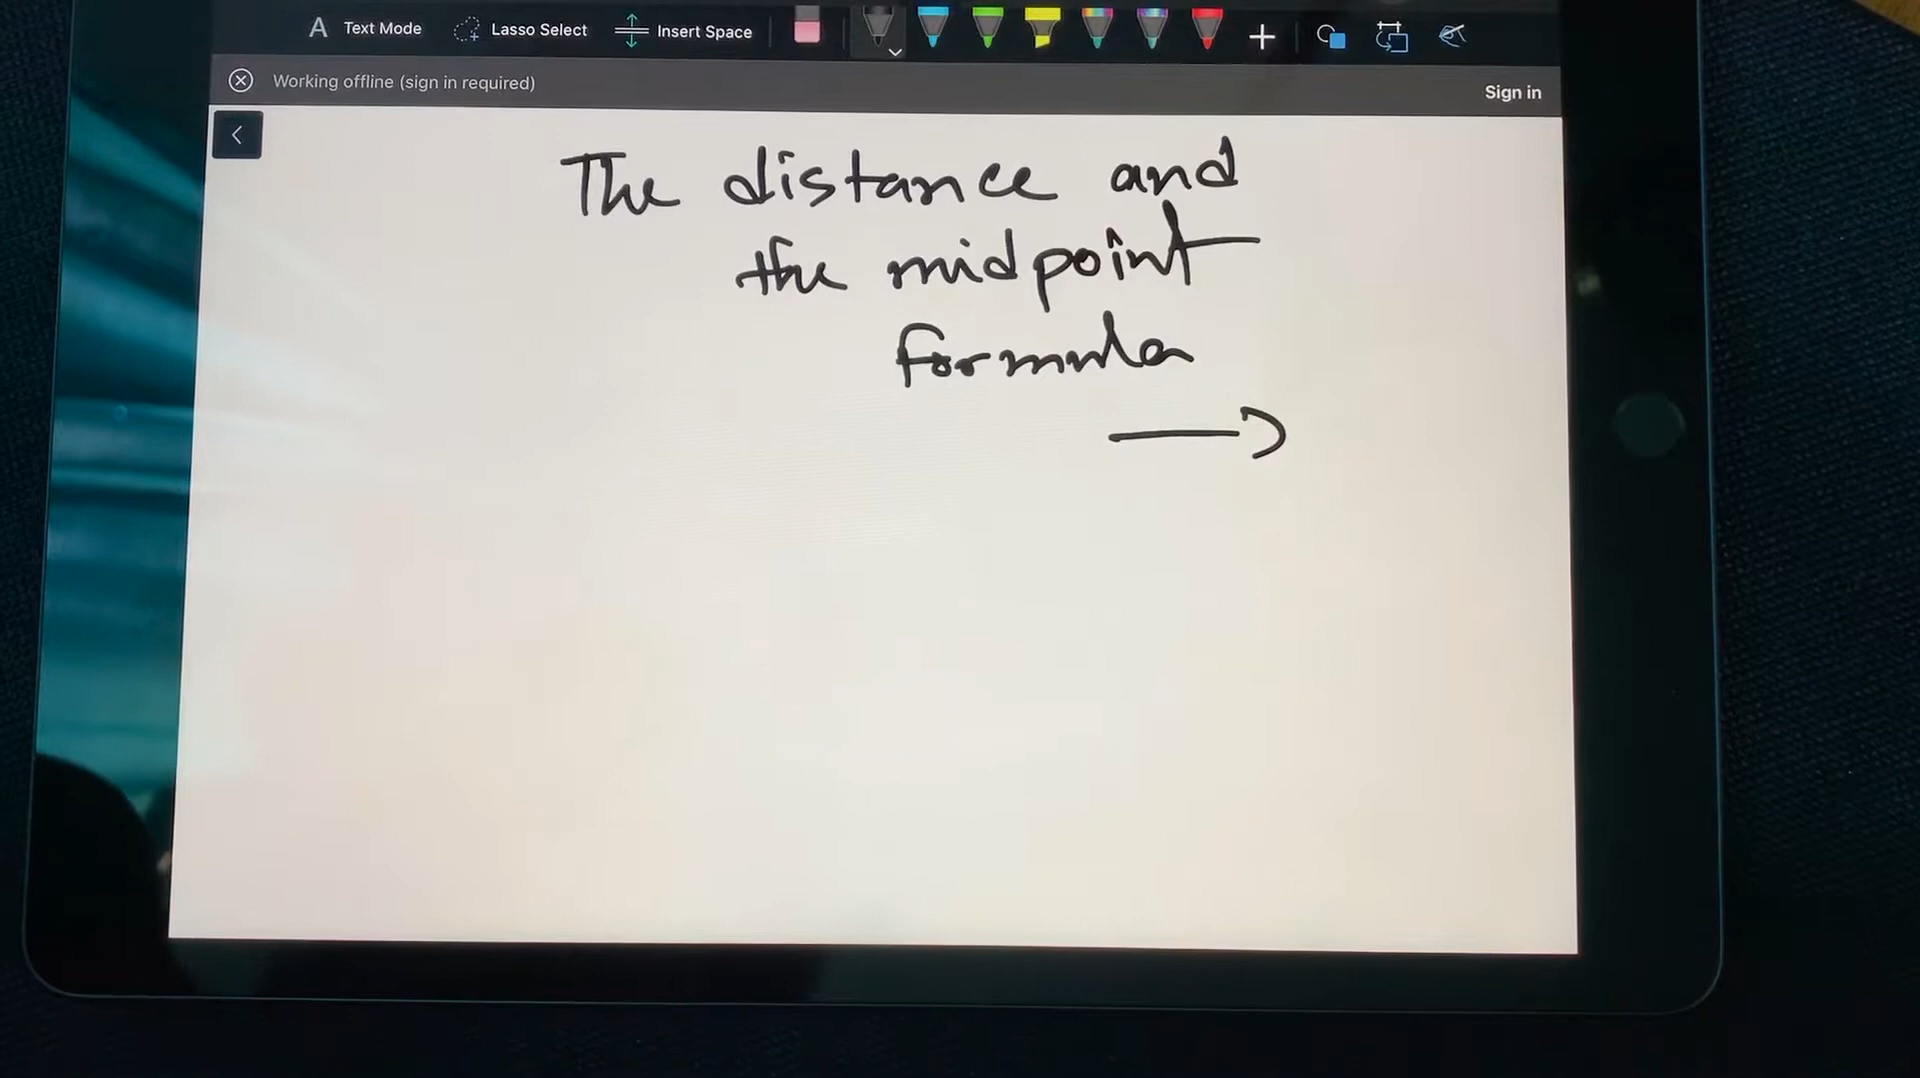 A Text Mode Lasso Select Insert Space
Working offline (sign in required) Sign in
The distance and
the midpoint
formula